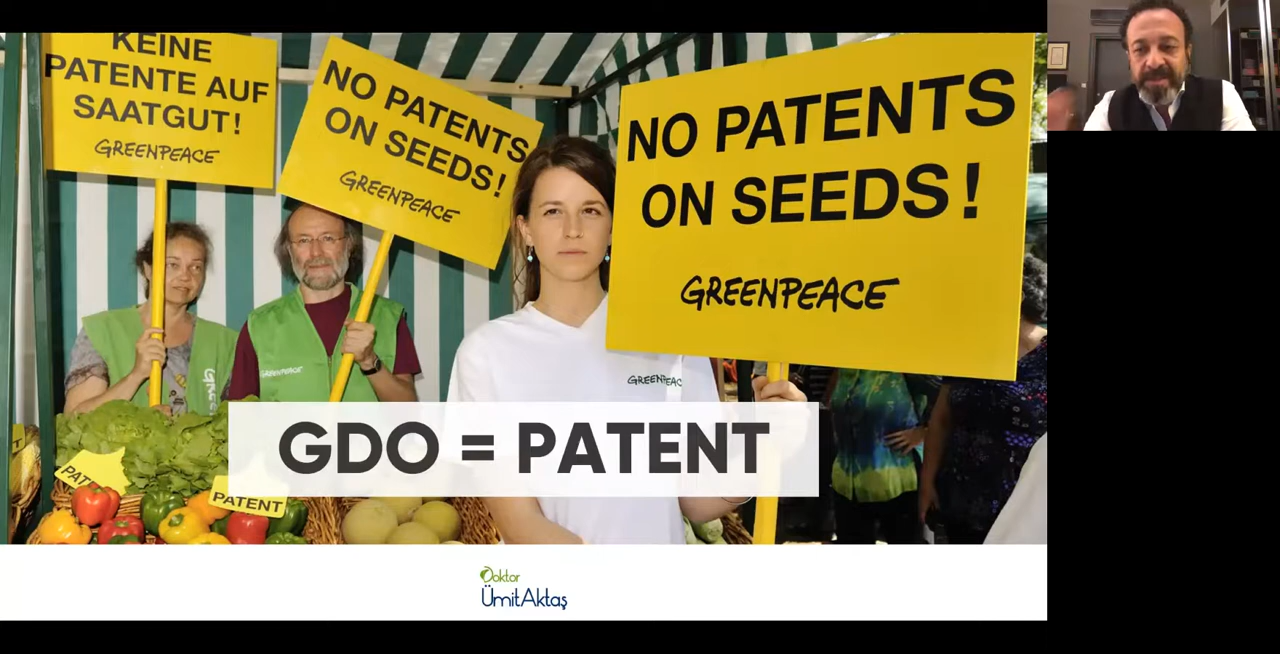 KEINE
PATENTE AUF
SAATGUT!
GREENPEACE
NO PATENTS
ON SEEDS!
GREENPEACE
NO PATENTS
ON SEEDS!
GREENPEACE
GREENPEACE
GREENPEAC
PATENT
GDO = PATENT
Doktor
ÜmitAktaş